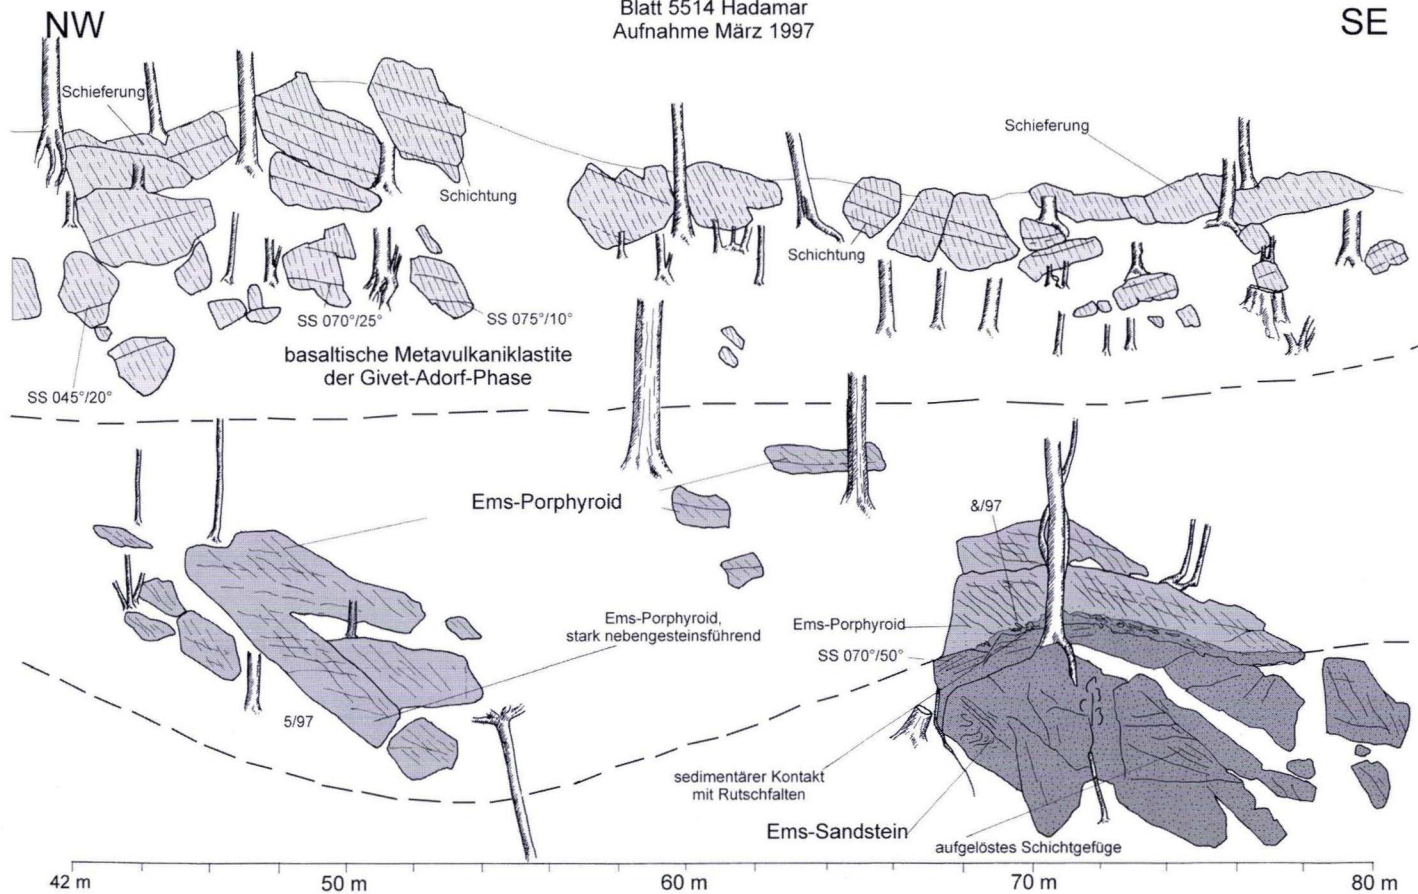 NW
Blatt 5514 Hadamar
Aufnahme März 1997
SE
Schieferung
Schichtung
Schieferung
Schichtung
SS 070°/25°
SS 075°/10°
SS 045°/20°
basaltische Metavulkaniklastite
der Givet-Adorf-Phase
Ems-Porphyroid
&/97
Ems-Porphyroid,
stark nebengesteinsführend
Ems-Porphyroid
SS 070°/50°
5/97
sedimentärer Kontakt
mit Rutschfalten
Ems-Sandstein
aufgelöstes Schichtgefüge
42 m
50 m
60 m
70 m
80 m